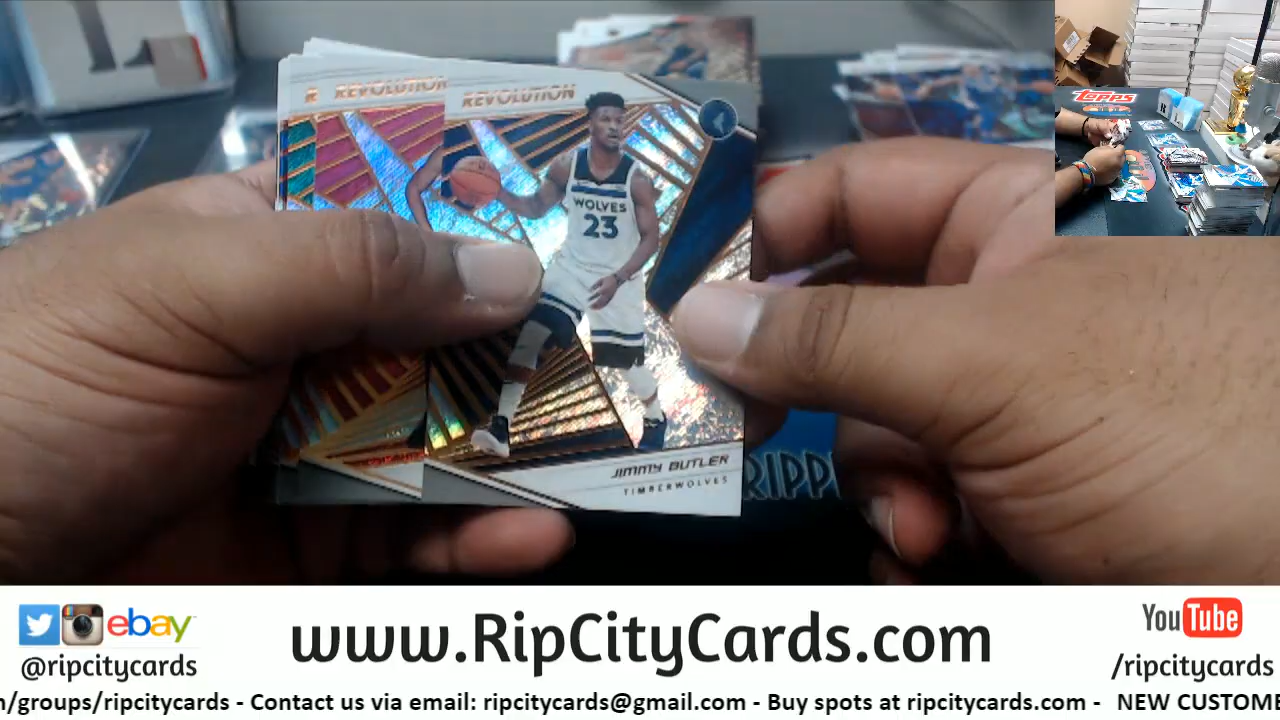 R
REVOLUTION
REVOLUTION
WOLVES
23
JIMMY BUTLER
TIMBERWOLVES
RIPP
L
TOPPS
ebay
@ripcitycards
www.RipCityCards.com
YouTube
/ripcitycards
n/groups/ripcitycards - Contact us via email: ripcitycards@gmail.com - Buy spots at ripcitycards.com - NEW CUSTOME